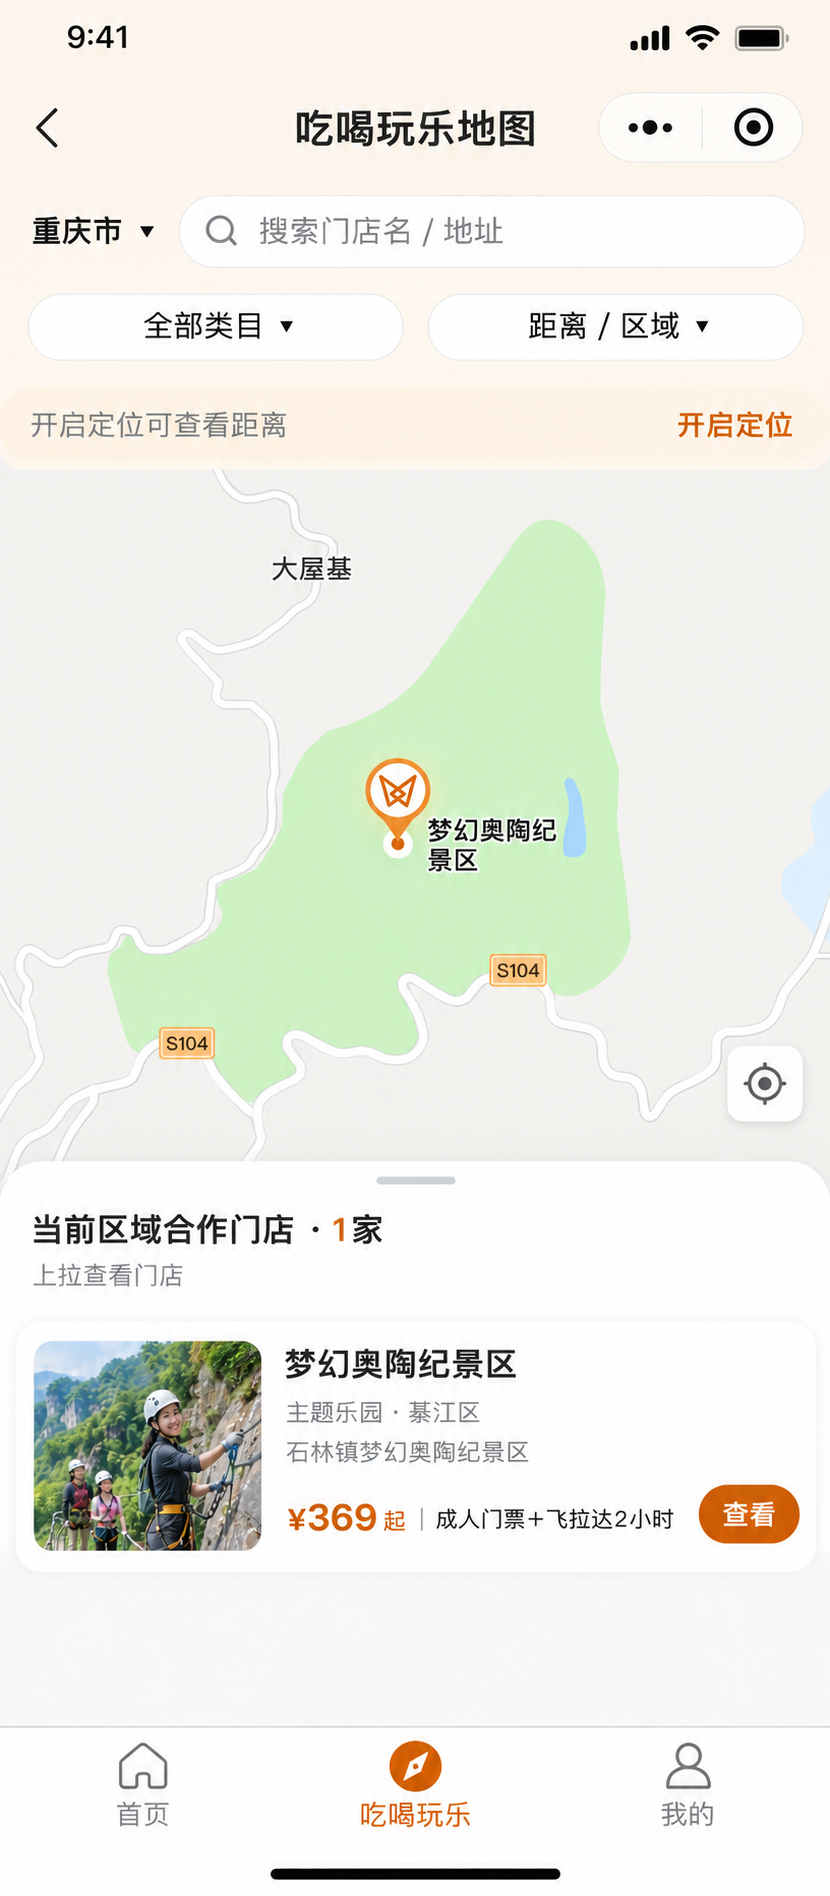 9:41
吃喝玩乐地图
重庆市 ▼
搜索门店名 / 地址
全部类目 ▼
距离 / 区域 ▼
开启定位可查看距离
开启定位
大屋基
梦幻奥陶纪
景区
S104
S104
当前区域合作门店 · 1家
上拉查看门店
梦幻奥陶纪景区
主题乐园 · 綦江区
石林镇梦幻奥陶纪景区
¥369 起 | 成人门票+飞拉达2小时
查看
首页
吃喝玩乐
我的